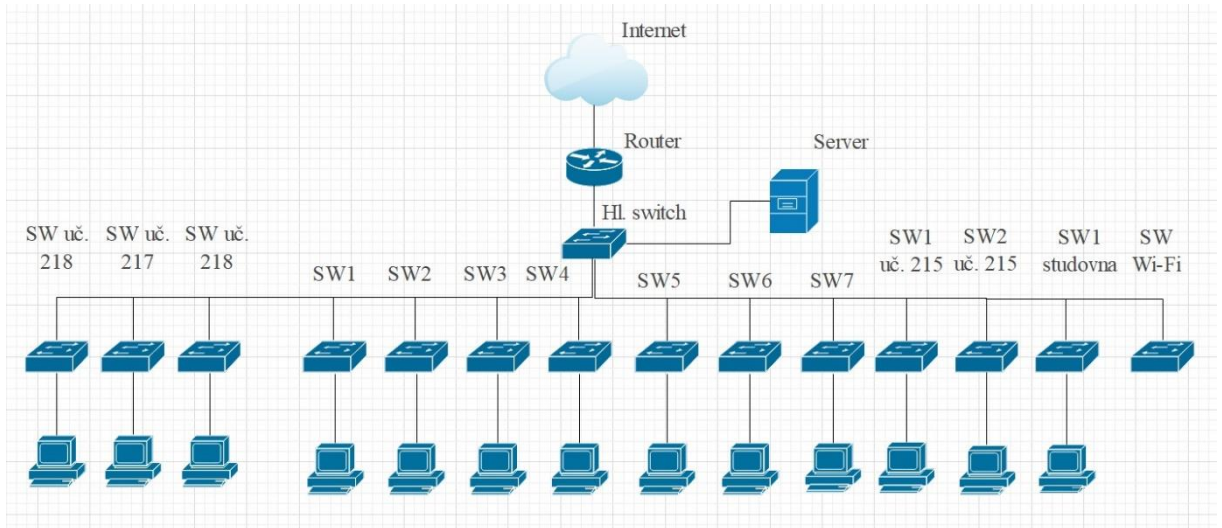 Internet
Router
Server
Hl. switch
SW uč.
218
SW uč.
217
SW uč.
218
SW1
SW2
SW3
SW4
SW5
SW6
SW7
SW1
uč. 215
SW2
uč. 215
SW1
studovna
SW
Wi-Fi